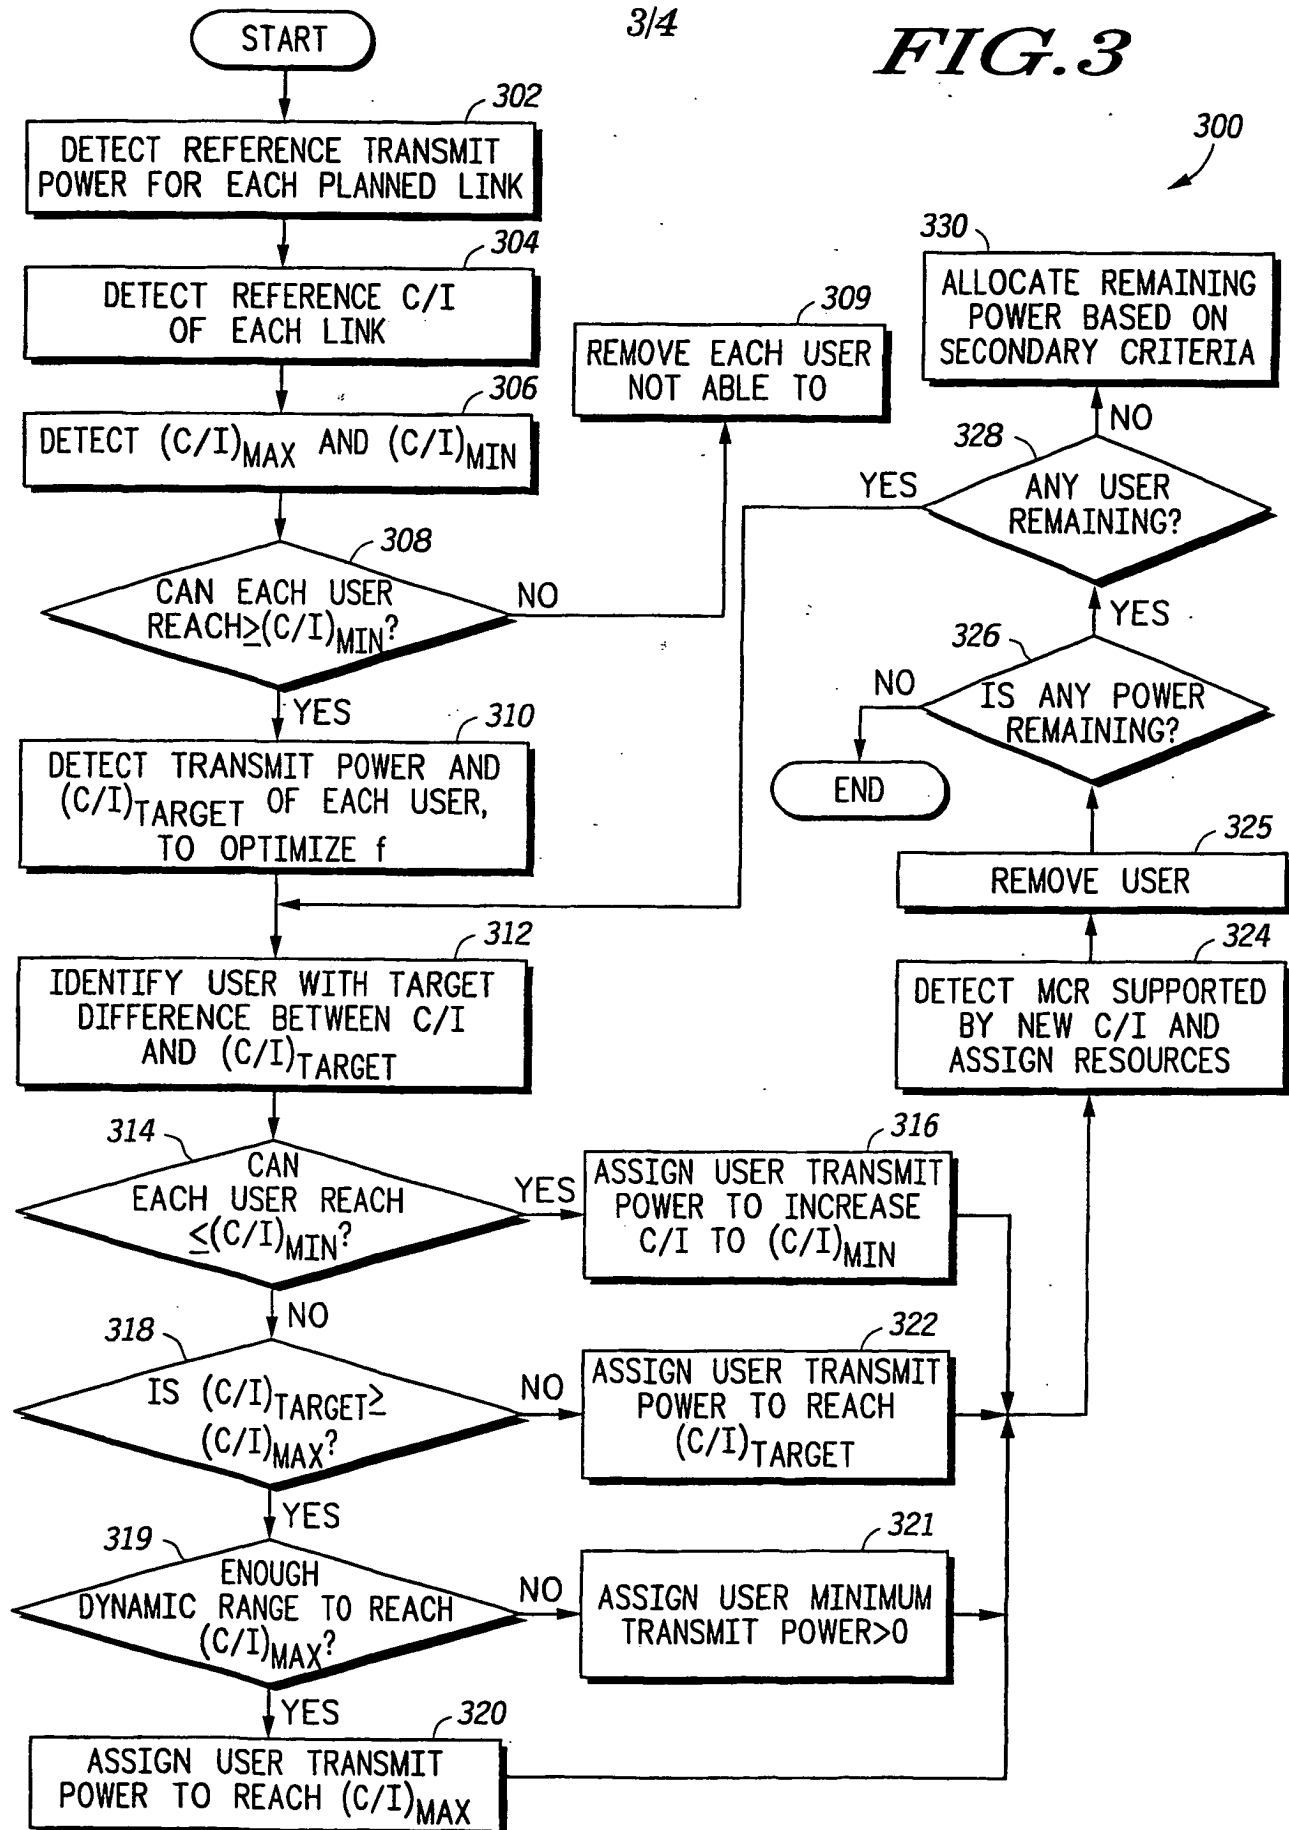 3/4
FIG.3
300
START
302
DETECT REFERENCE TRANSMIT
POWER FOR EACH PLANNED LINK
304
DETECT REFERENCE C/I
OF EACH LINK
306
DETECT (C/I)MAX AND (C/I)MIN
308
CAN EACH USER
REACH≥(C/I)MIN?
NO
YES
309
REMOVE EACH USER
NOT ABLE TO
310
DETECT TRANSMIT POWER AND
(C/I)TARGET OF EACH USER,
TO OPTIMIZE f
312
IDENTIFY USER WITH TARGET
DIFFERENCE BETWEEN C/I
AND (C/I)TARGET
314
CAN
EACH USER REACH
≤(C/I)MIN?
YES
NO
316
ASSIGN USER TRANSMIT
POWER TO INCREASE
C/I TO (C/I)MIN
318
IS (C/I)TARGET≥
(C/I)MAX?
NO
YES
322
ASSIGN USER TRANSMIT
POWER TO REACH
(C/I)TARGET
319
ENOUGH
DYNAMIC RANGE TO REACH
(C/I)MAX?
NO
YES
321
ASSIGN USER MINIMUM
TRANSMIT POWER>0
320
ASSIGN USER TRANSMIT
POWER TO REACH (C/I)MAX
324
DETECT MCR SUPPORTED
BY NEW C/I AND
ASSIGN RESOURCES
325
REMOVE USER
326
IS ANY POWER
REMAINING?
NO
END
YES
328
ANY USER
REMAINING?
YES
NO
330
ALLOCATE REMAINING
POWER BASED ON
SECONDARY CRITERIA